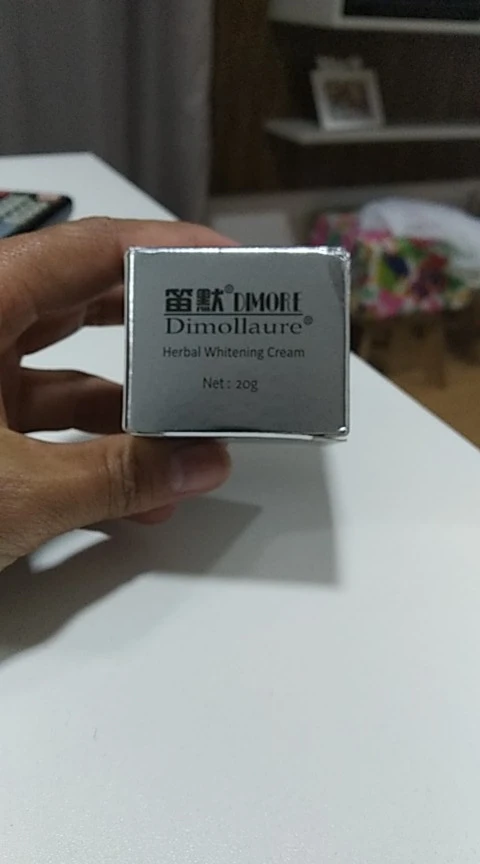 笛默® DIMORE
Dimollaure®
Herbal Whitening Cream
Net: 20g